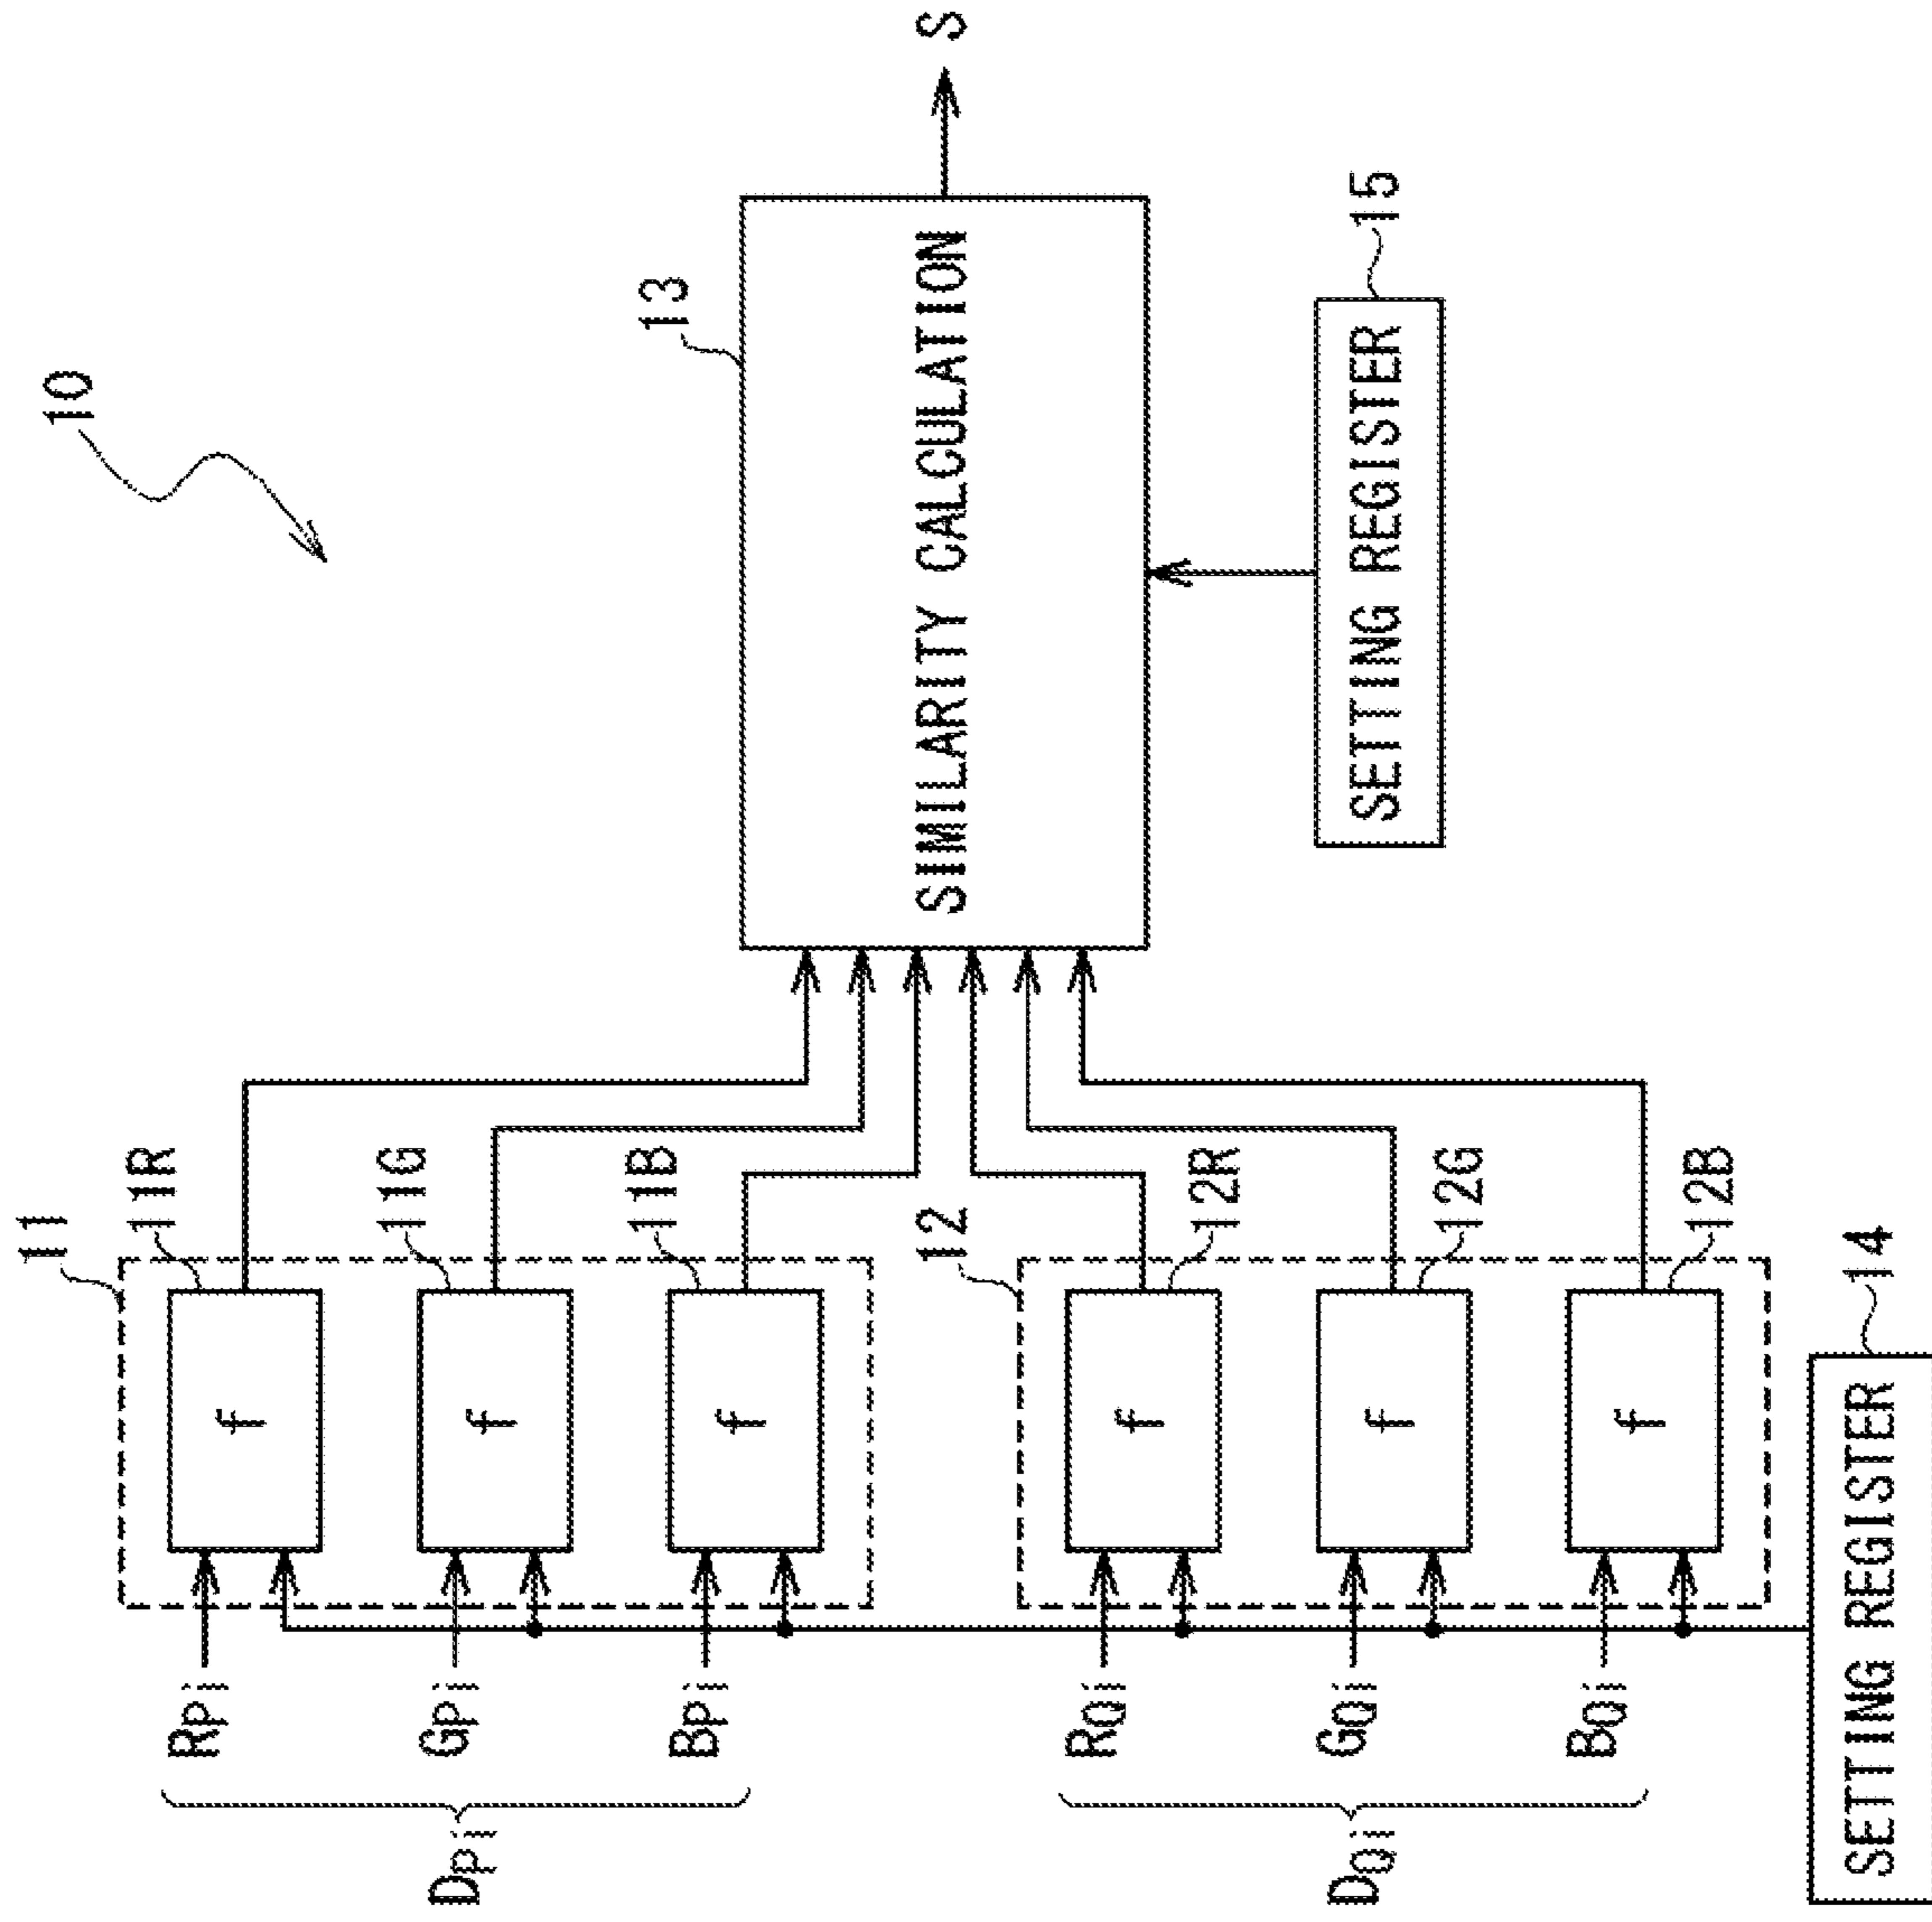 10
11
11R
f
RPi
11G
f
GPi
11B
f
BPi
DPi
12
12R
f
RQi
12G
f
GQi
12B
f
BQi
DQi
14
SETTING REGISTER
13
SIMILARITY CALCULATION
S
15
SETTING REGISTER